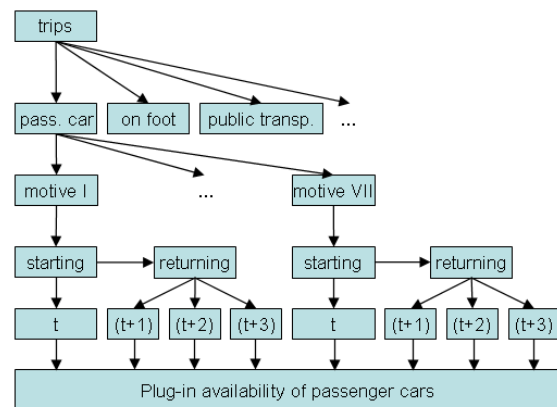 trips
pass. car on foot public transp. ...
motive I ... motive VII
starting returning starting returning
t (t+1) (t+2) (t+3) t (t+1) (t+2) (t+3)
Plug-in availability of passenger cars